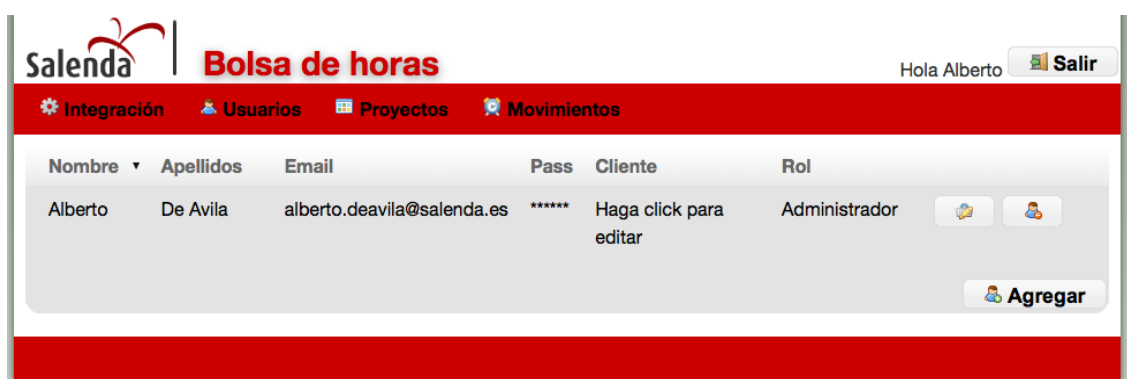 Salenda
Bolsa de horas
Hola Alberto Salir
Integración Usuarios Proyectos Movimientos
Nombre ▼ Apellidos Email Pass Cliente Rol
Alberto De Avila alberto.deavila@salenda.es ****** Haga click para Administrador
editar
Agregar